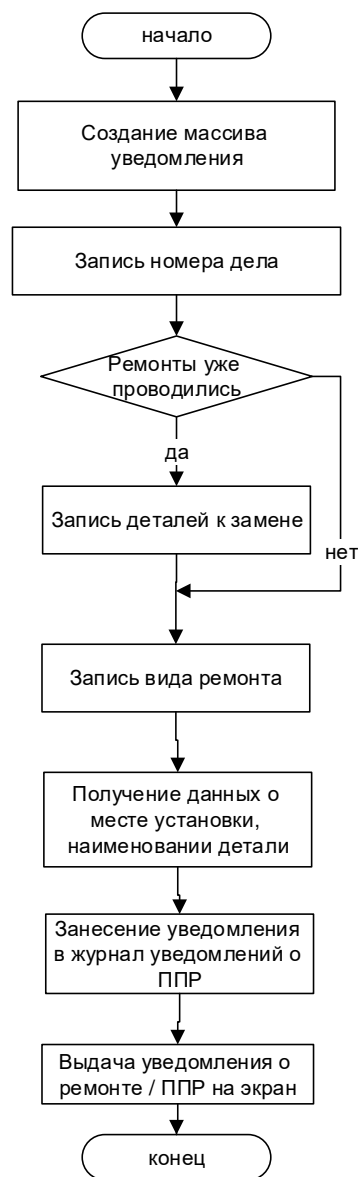 начало
Создание массива
уведомления
Запись номера дела
Ремонты уже
проводились
да
Запись деталей к замене
нет
Запись вида ремонта
Получение данных о
месте установки,
наименовании детали
Занесение уведомления
в журнал уведомлений о
ППР
Выдача уведомления о
ремонте / ППР на экран
конец